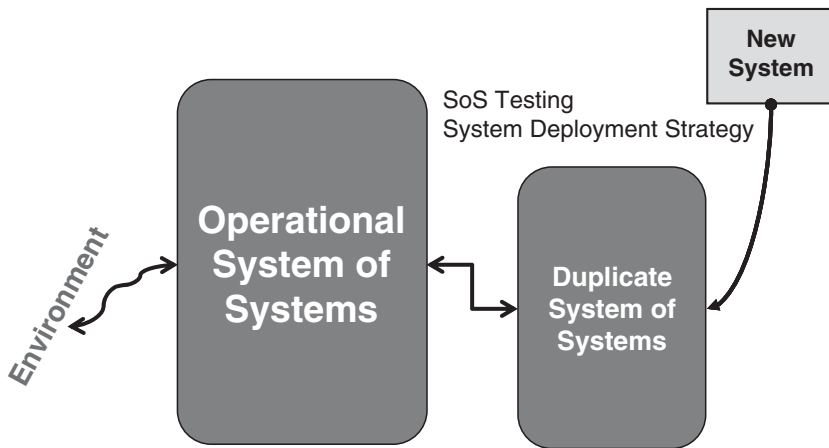 New
System
SoS Testing
System Deployment Strategy
Operational
System of
Systems
Duplicate
System of
Systems
Environment